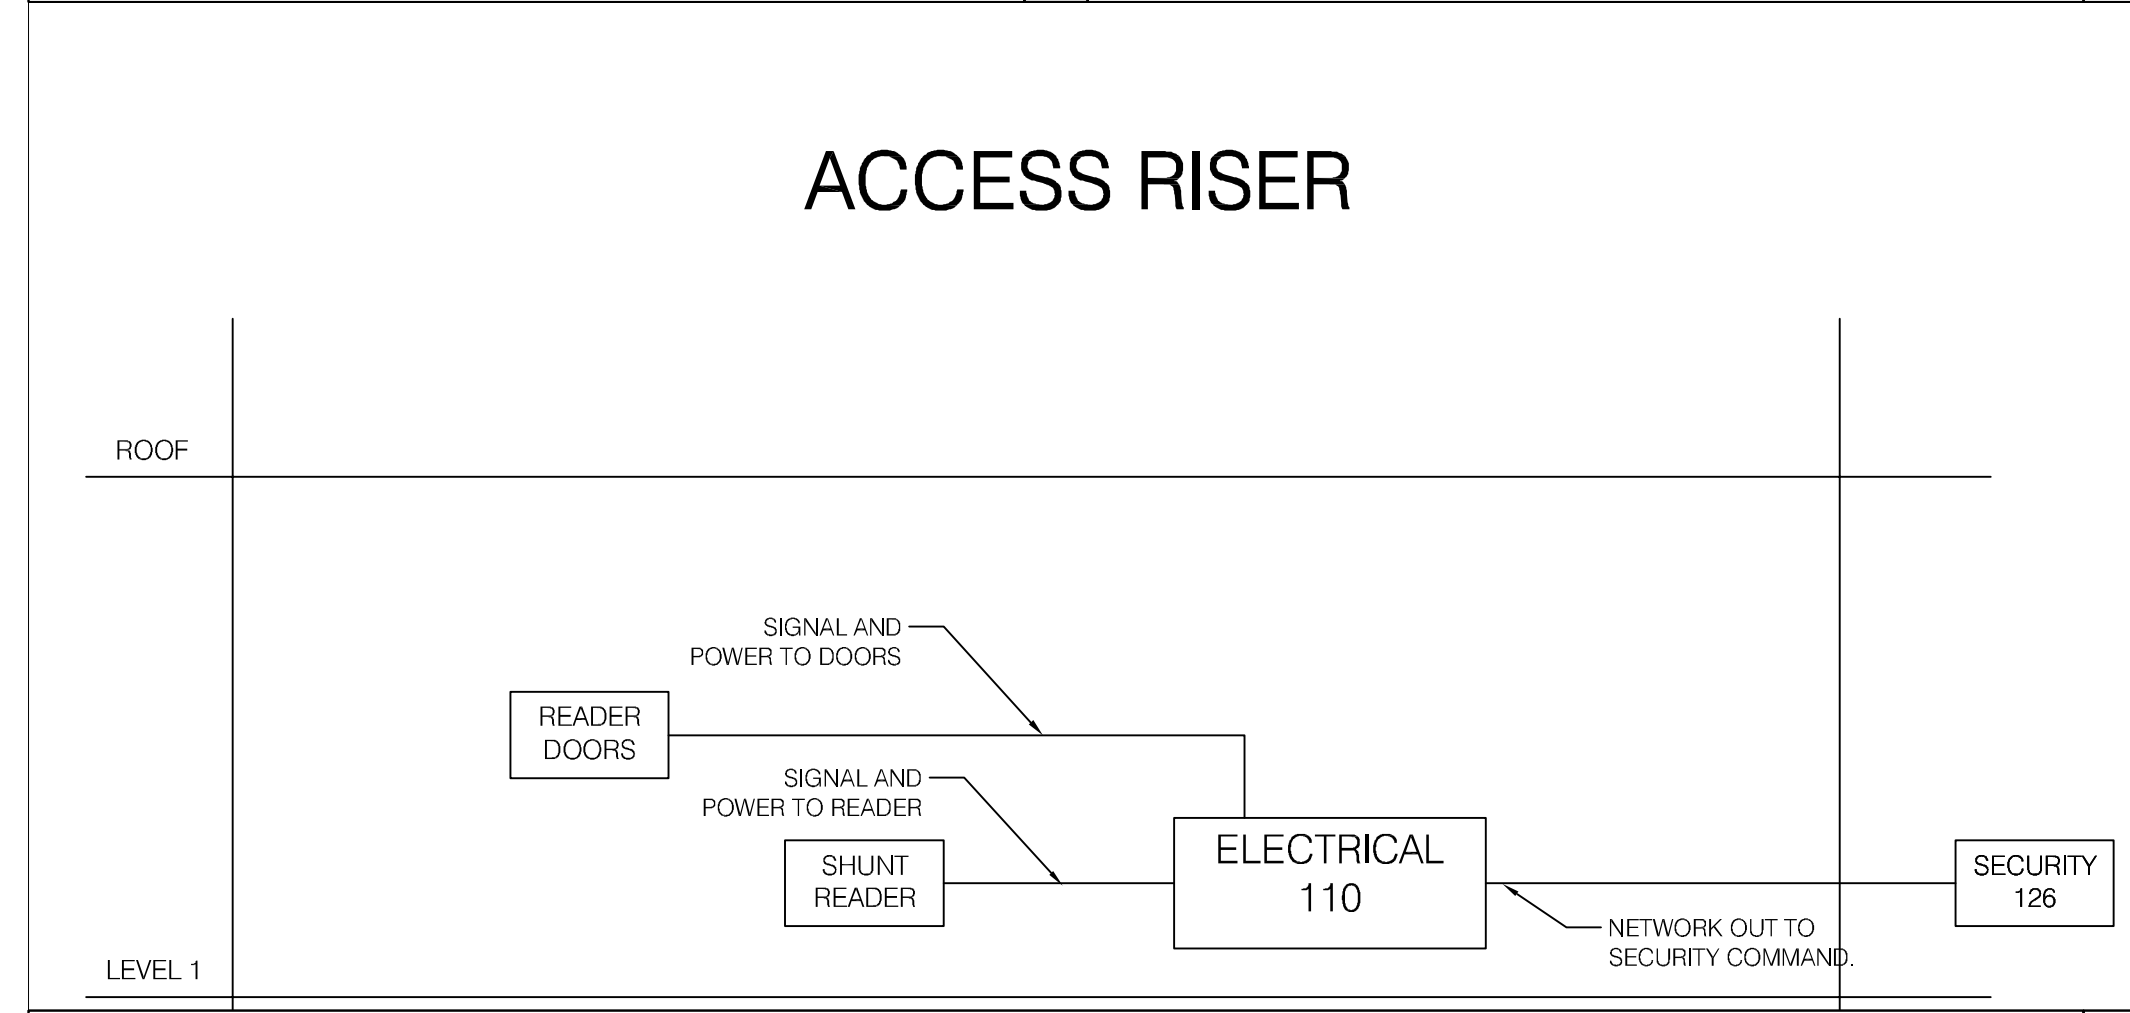 ACCESS RISER
ROOF
SIGNAL AND
POWER TO DOORS
READER
DOORS
SIGNAL AND
POWER TO READER
SHUNT
READER
ELECTRICAL
110
SECURITY
126
NETWORK OUT TO
SECURITY COMMAND.
LEVEL 1